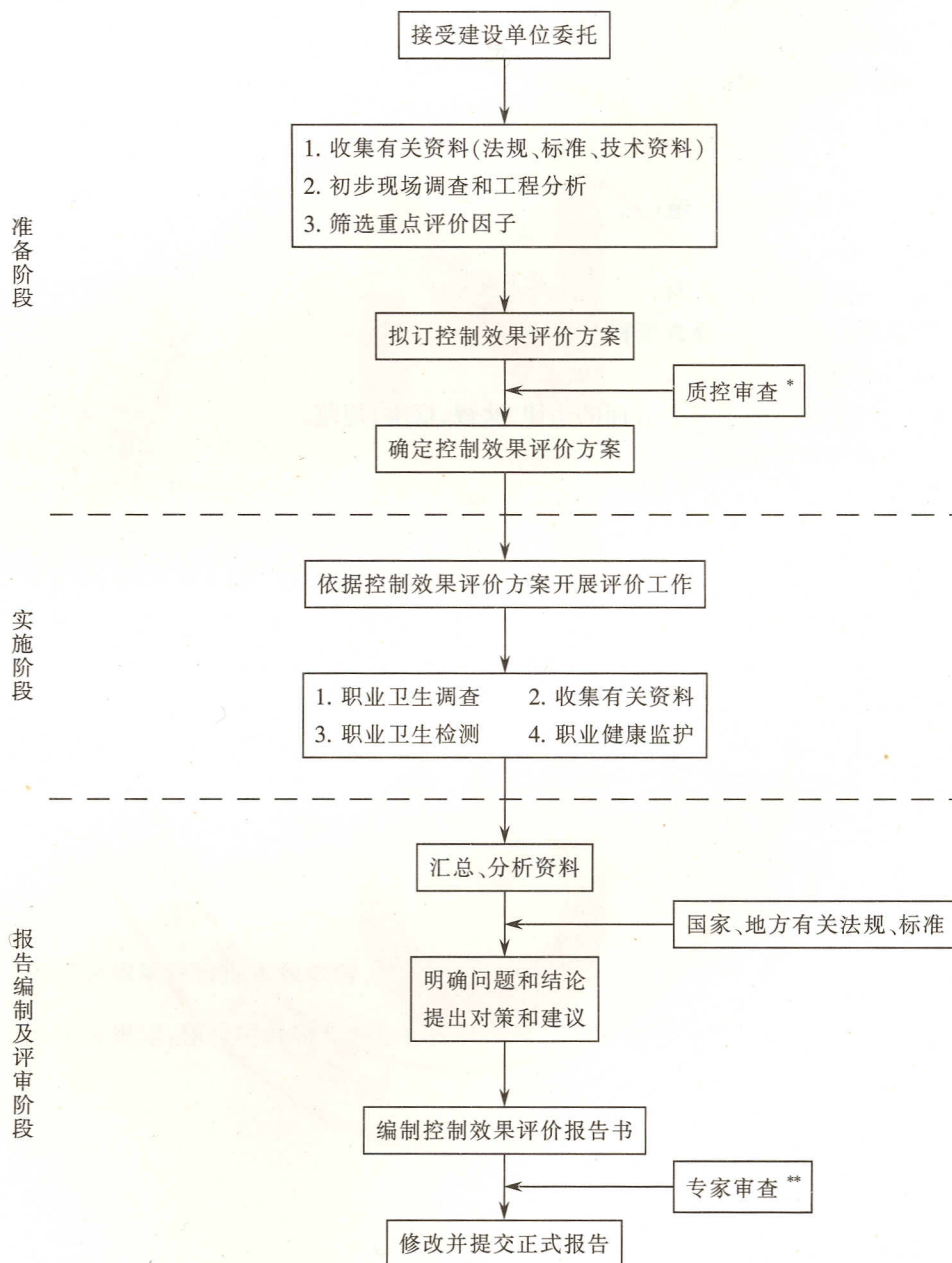 接受建设单位委托
1. 收集有关资料(法规、标准、技术资料)
2. 初步现场调查和工程分析
3. 筛选重点评价因子
准备阶段
拟订控制效果评价方案
质控审查 *
确定控制效果评价方案
依据控制效果评价方案开展评价工作
实施阶段
1. 职业卫生调查 2. 收集有关资料
3. 职业卫生检测 4. 职业健康监护
汇总、分析资料
国家、地方有关法规、标准
明确问题和结论
提出对策和建议
报告编制及评审阶段
编制控制效果评价报告书
专家审查 **
修改并提交正式报告